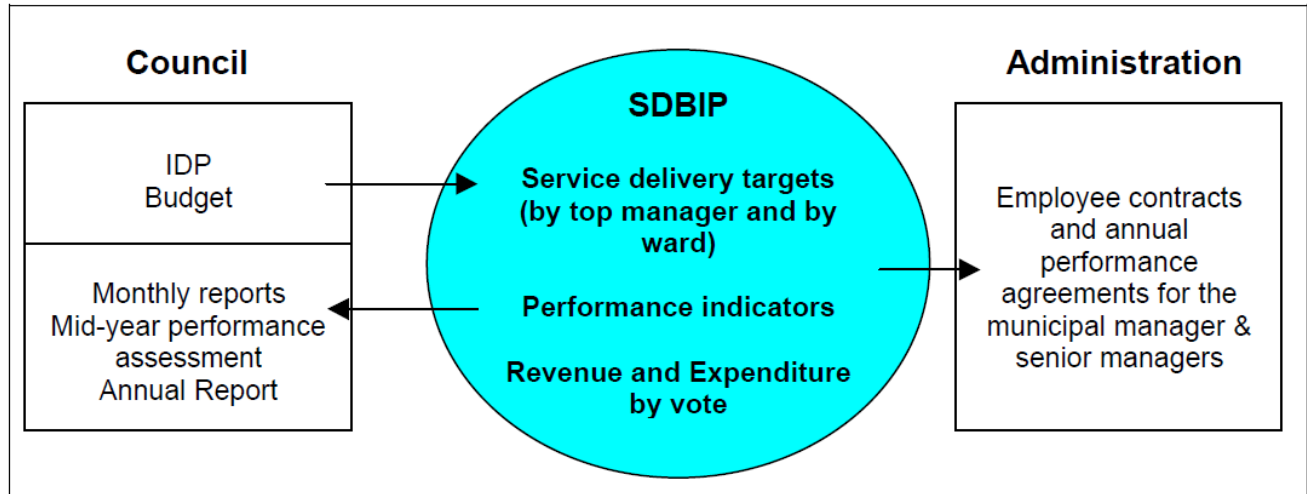 Council
IDP
Budget
Monthly reports
Mid-year performance
assessment
Annual Report
SDBIP
Service delivery targets
(by top manager and by
ward)
Performance indicators
Revenue and Expenditure
by vote
Administration
Employee contracts
and annual
performance
agreements for the
municipal manager &
senior managers